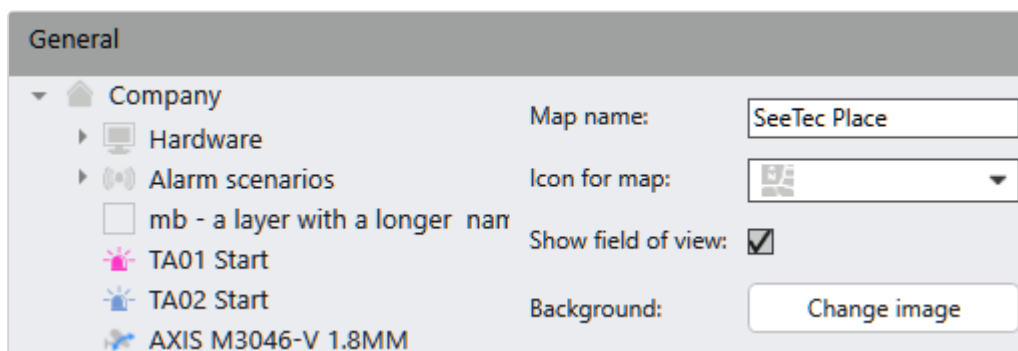 General
Company
Hardware
Alarm scenarios
mb - a layer with a longer nam
TA01 Start
TA02 Start
AXIS M3046-V 1.8MM
Map name: SeeTec Place
Icon for map:
Show field of view:
Background: Change image